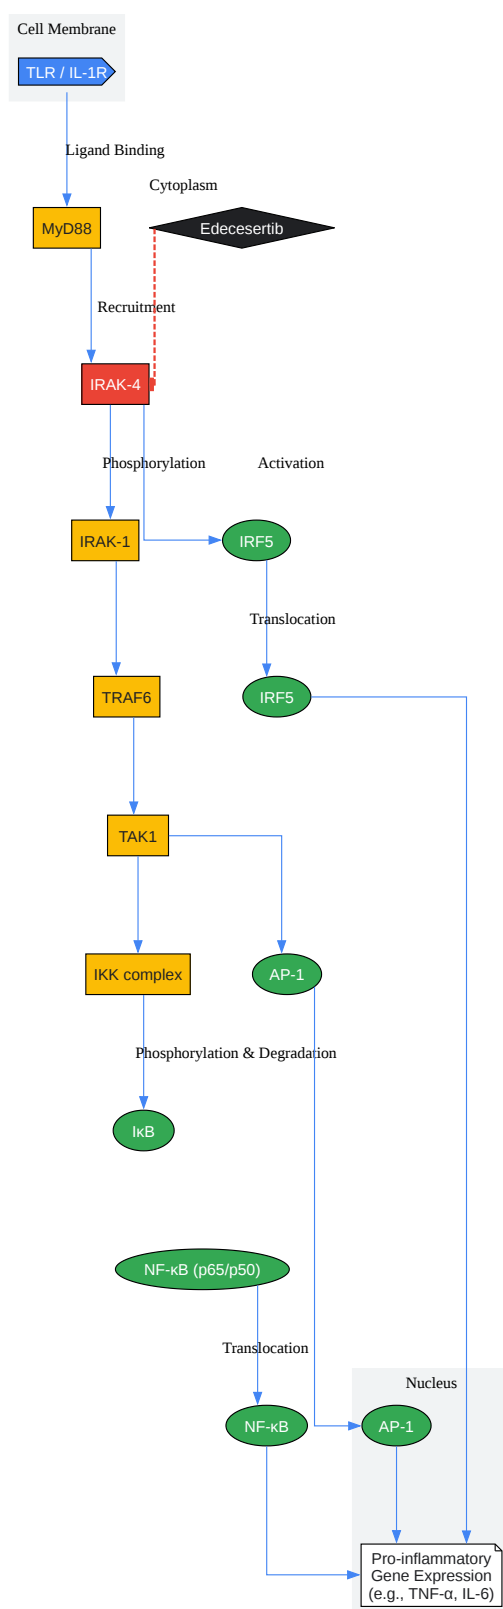 Cell Membrane
TLR / IL-1R
Ligand Binding
Cytoplasm
MyD88
Edecesertib
Recruitment
IRAK-4
Phosphorylation
Activation
IRAK-1
IRF5
Translocation
TRAF6
IRF5
TAK1
IKK complex
AP-1
Phosphorylation & Degradation
IκB
NF-κB (p65/p50)
Translocation
Nucleus
NF-κB
AP-1
Pro-inflammatory
Gene Expression
(e.g., TNF-α, IL-6)